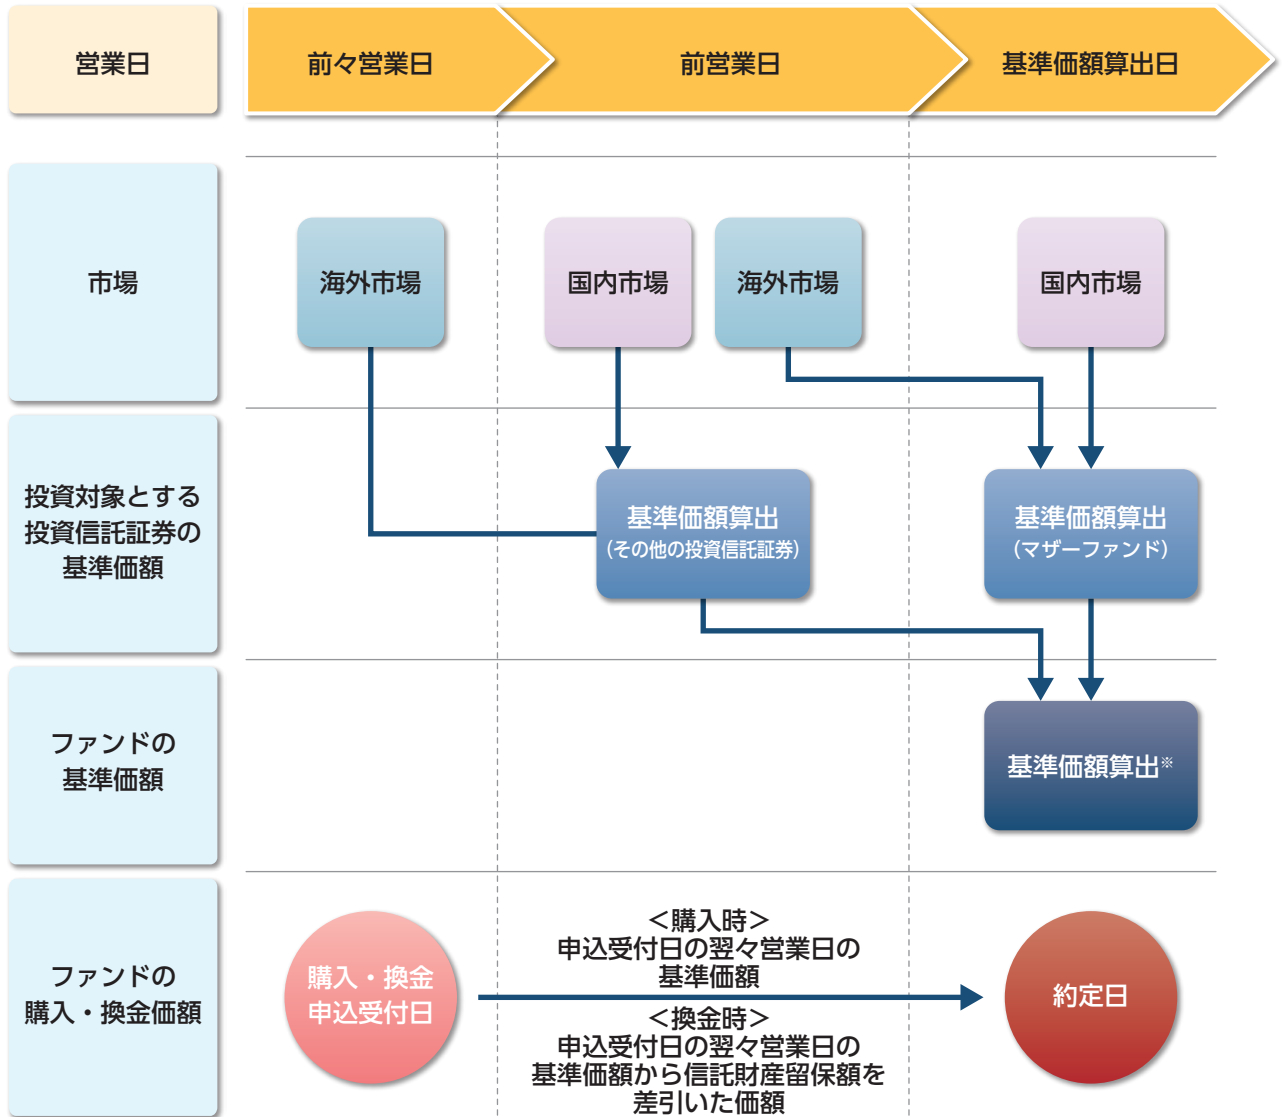 営業日
前々営業日
前営業日
基準価額算出日
市場
海外市場
国内市場
海外市場
国内市場
投資対象とする
投資信託証券の
基準価額
基準価額算出
（その他の投資信託証券）
基準価額算出
（マザーファンド）
ファンドの
基準価額
基準価額算出※
ファンドの
購入・換金価額
購入・換金
申込受付日
＜購入時＞
申込受付日の翌々営業日の
基準価額
＜換金時＞
申込受付日の翌々営業日の
基準価額から信託財産留保額を
差引いた価額
約定日